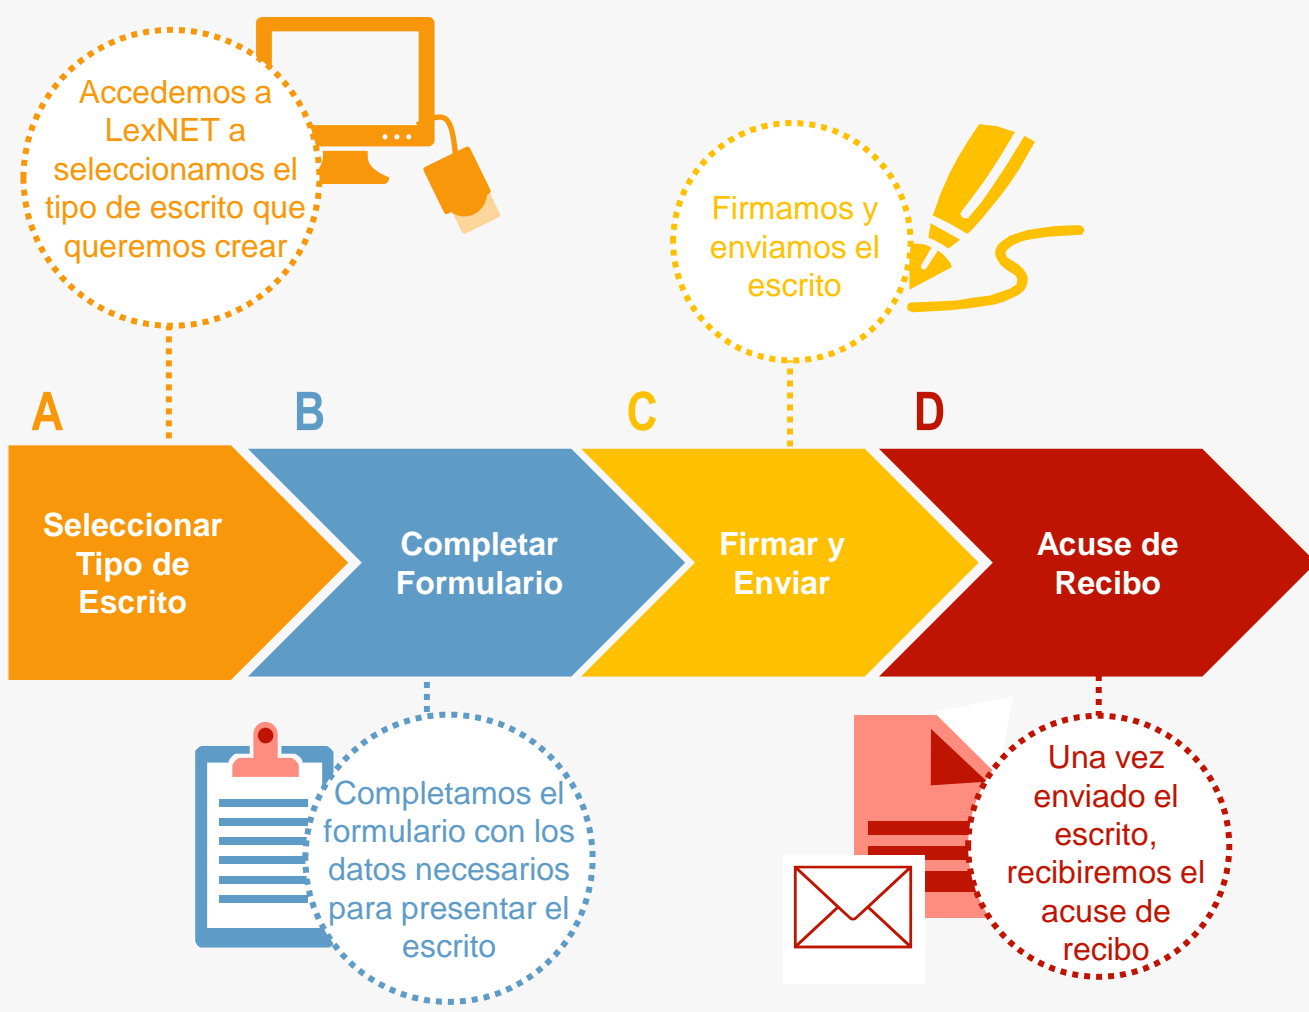 Accedemos a
LexNET a
seleccionamos el
tipo de escrito que
queremos crear
Firmamos y
enviamos el
escrito
A
B
C
D
Seleccionar
Tipo de
Escrito
Completar
Formulario
Firmar y
Enviar
Acuse de
Recibo
Completamos el
formulario con los
datos necesarios
para presentar el
escrito
Una vez
enviado el
escrito,
recibiremos el
acuse de
recibo